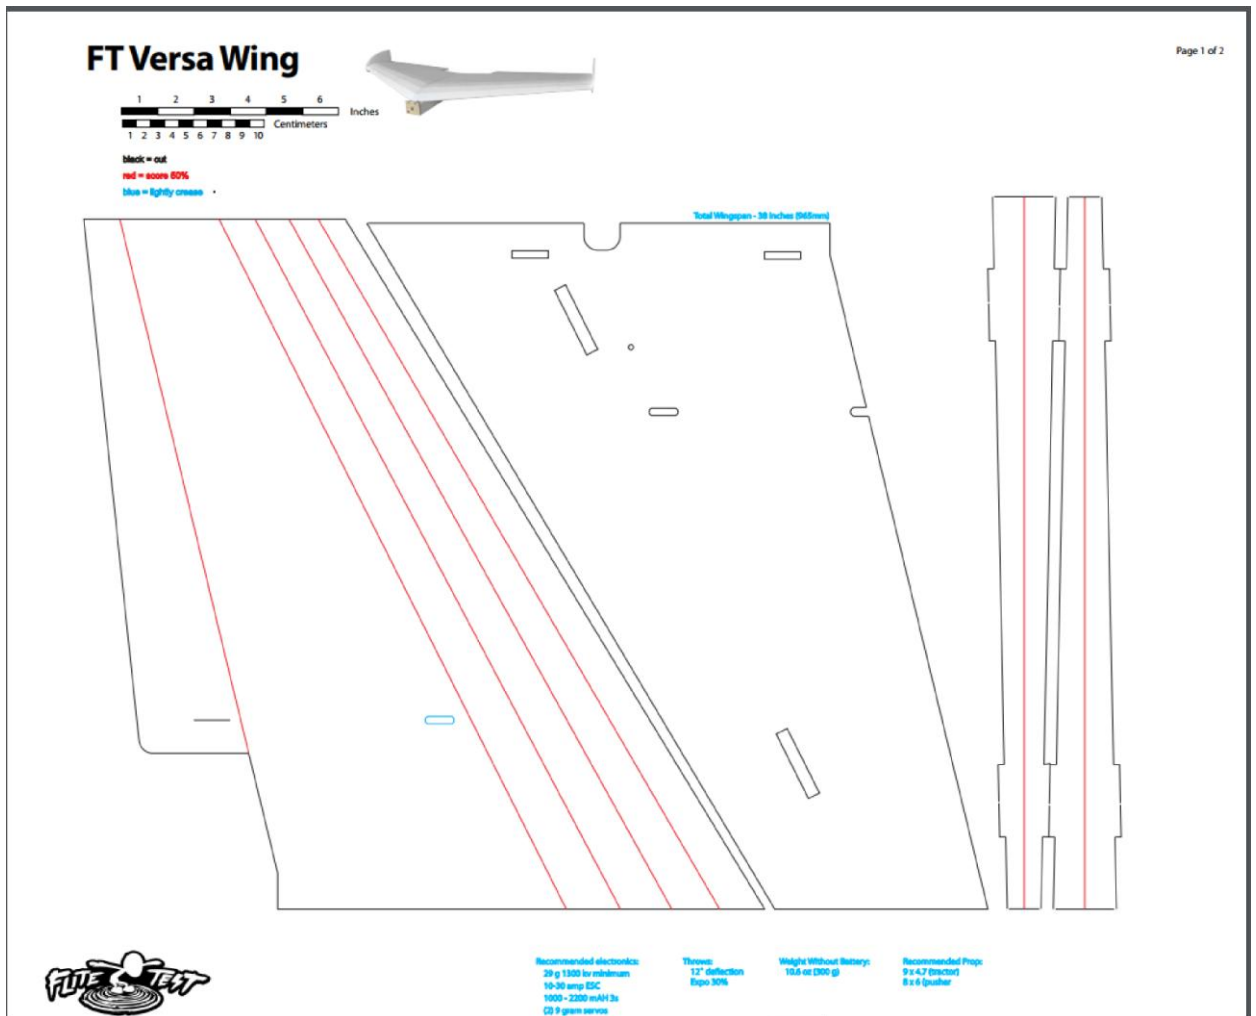 FT Versa Wing
Page 1 of 2
1 2 3 4 5 6
Inches
Centimeters
1 2 3 4 5 6 7 8 9 10
black = cut
red = score 60%
blue = lightly crease
Total Wingspan - 38 inches (965mm)
FLITE TEST
Recommended electronics:
29 g 1300 kv minimum
10-30 amp ESC
1000 - 2200 mAH 3s
(2) 9 gram servos
Throws:
12° deflection
Expo 30%
Weight Without Battery:
10.6 oz (300 g)
Recommended Prop:
9 x 4.7 (tractor)
8 x 6 (pusher